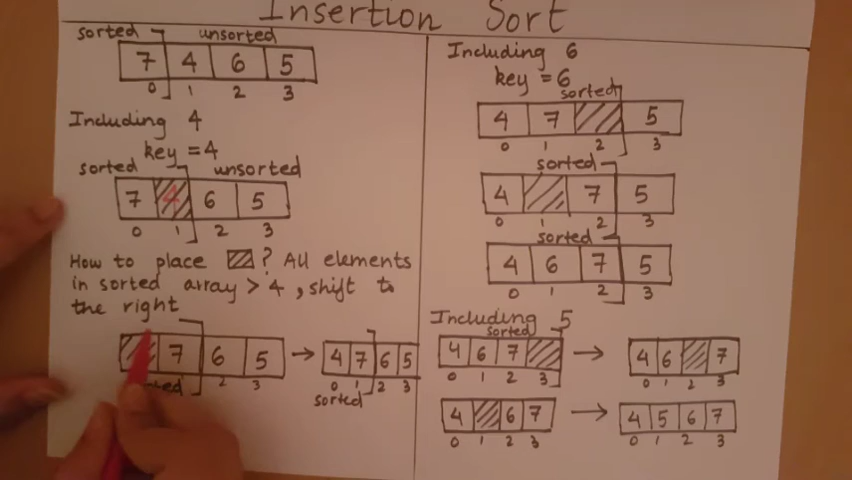 Insertion Sort
sorted unsorted
7 4 6 5
0 1 2 3
Including 4
key = 4
sorted unsorted
7 4 6 5
0 1 2 3
How to place ? All elements
in sorted array > 4, shift to
the right
7 6 5 → 4 7 6 5
2 3 0 1 2 3
sorted
Including 6
key = 6
sorted
4 7 5
0 1 2 3
sorted
4 7 5
0 1 2 3
sorted
4 6 7 5
0 1 2 3
Including 5
sorted
4 6 7 → 4 6 7
0 1 2 3 0 1 2 3
4 6 7 → 4 5 6 7
0 1 2 3 0 1 2 3